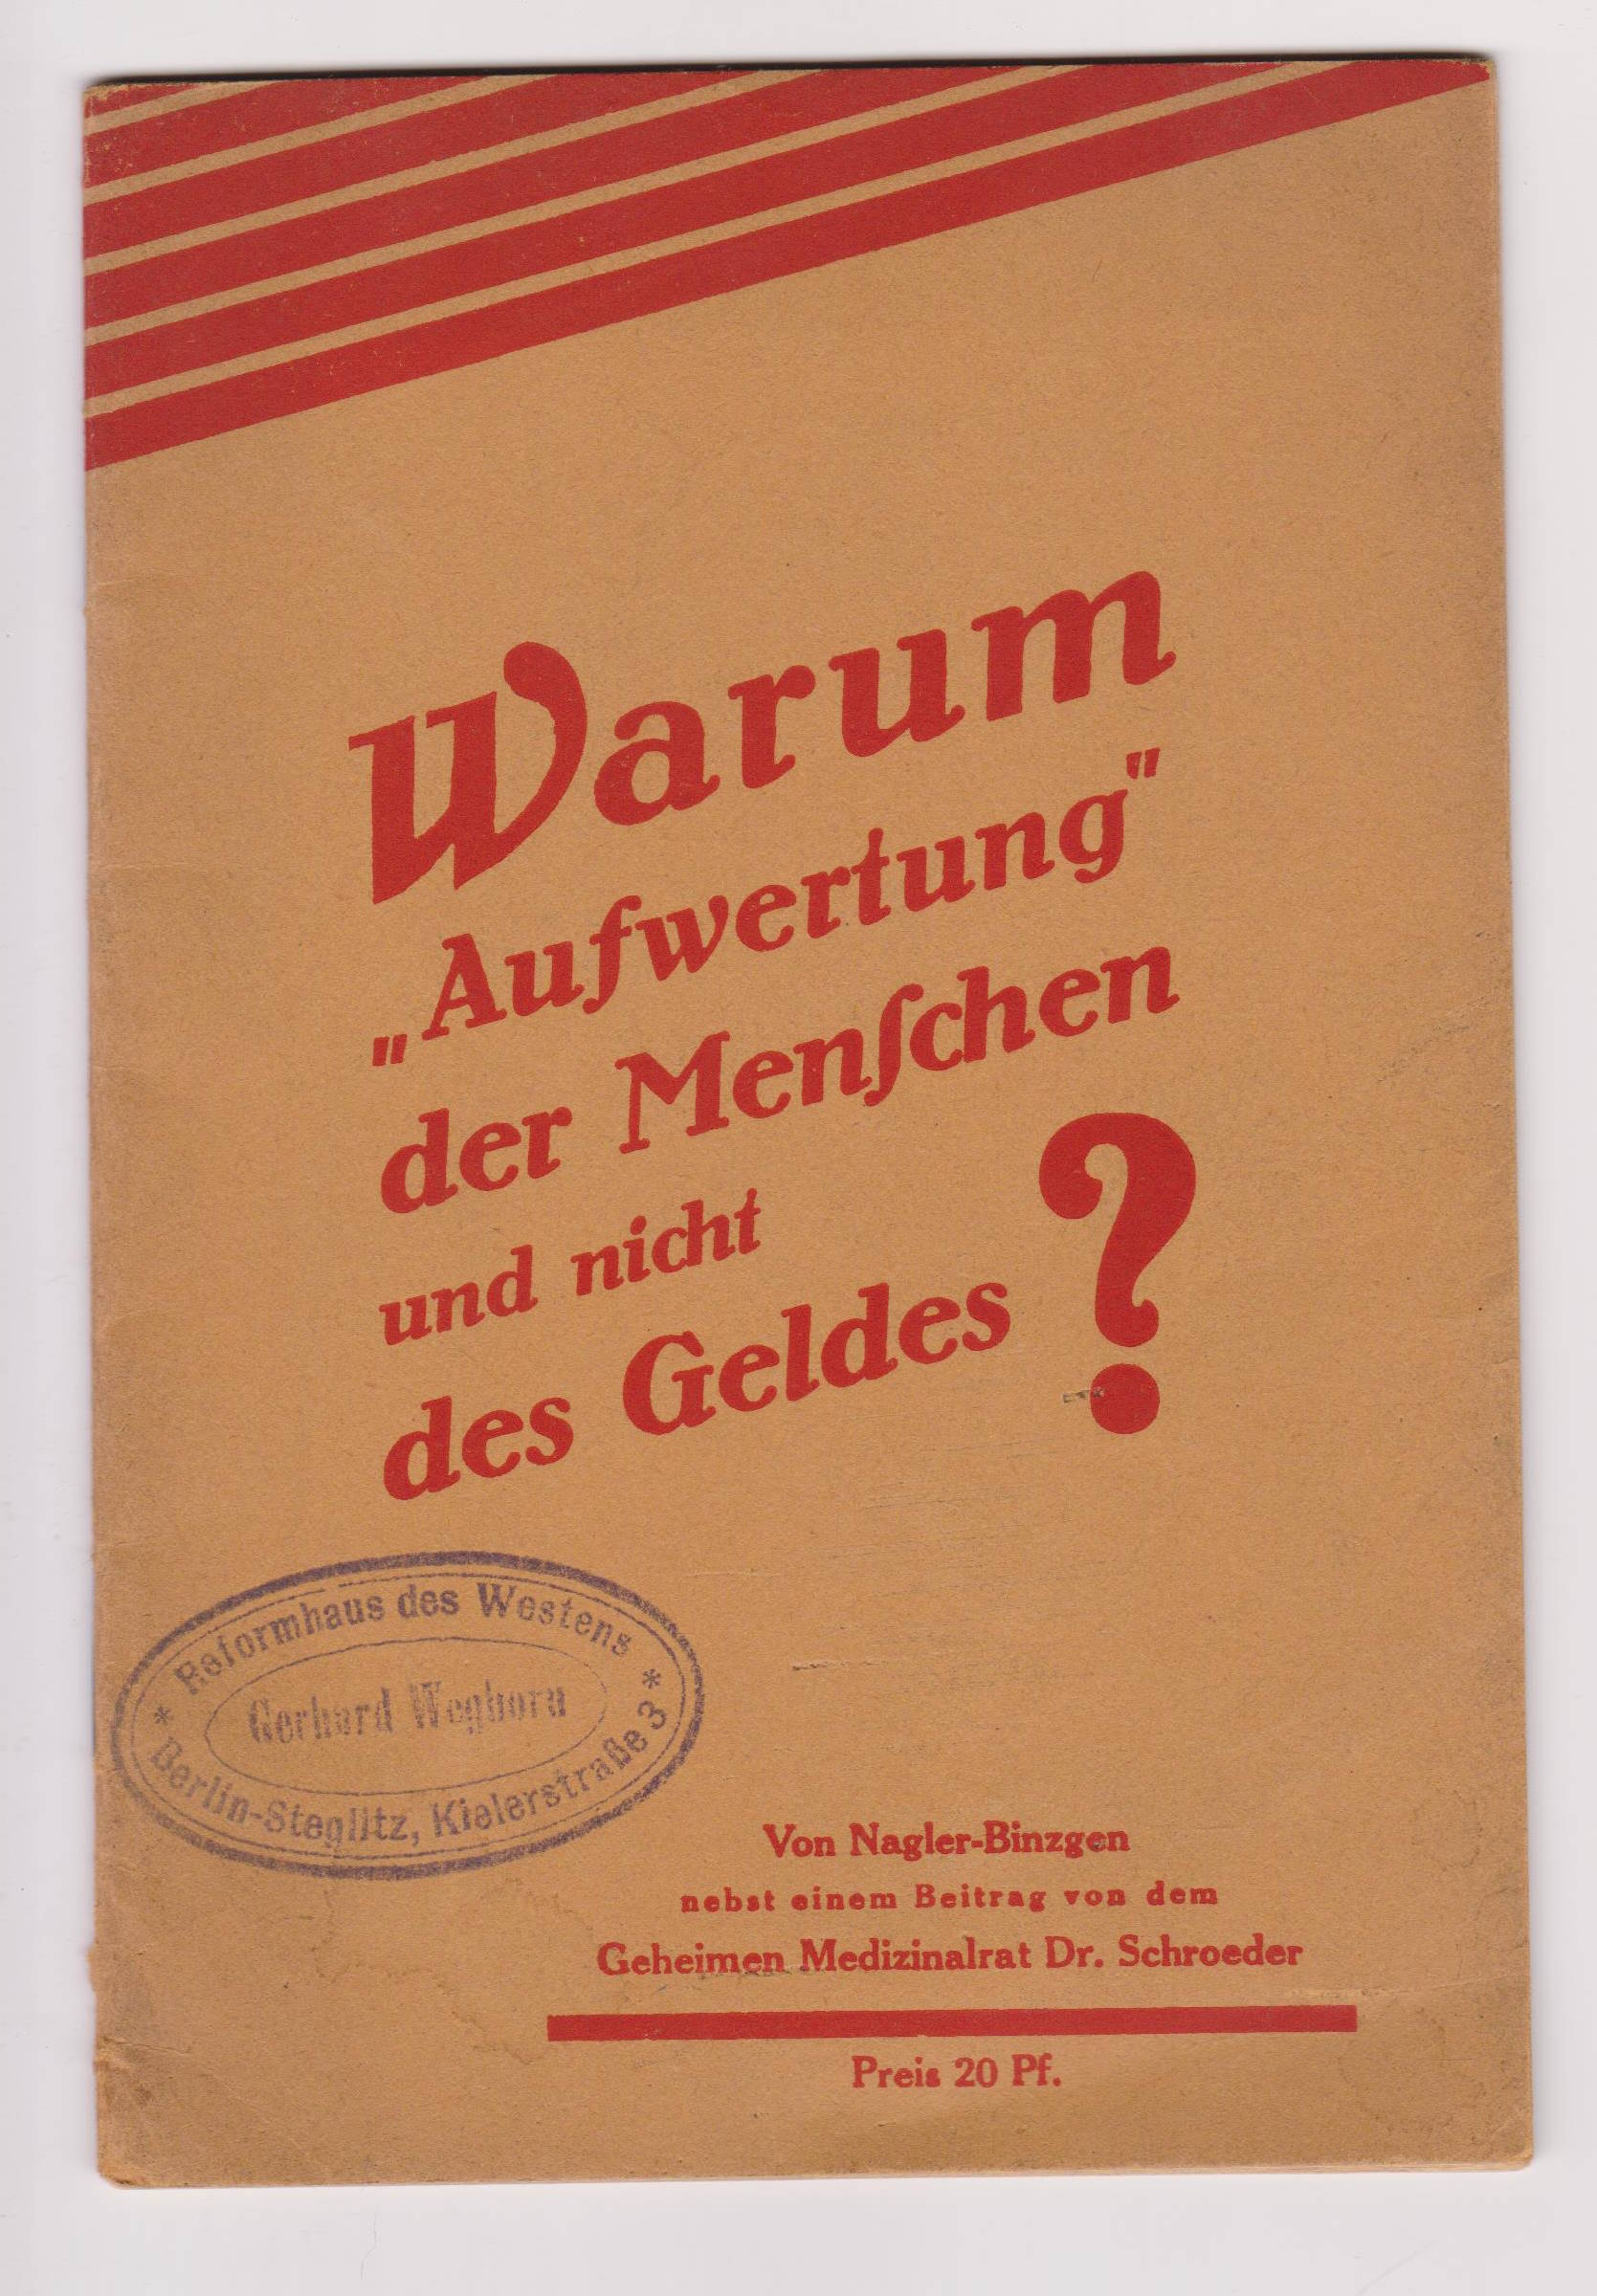 Warum
„Aufwertung"
der Menſchen
und nicht
des Geldes?
Reformhaus des Westens
Gerhard Weghorn
* Berlin-Steglitz, Kielerstraße 3 *
Von Nagler-Binzgen
nebst einem Beitrag von dem
Geheimen Medizinalrat Dr. Schroeder
Preis 20 Pf.